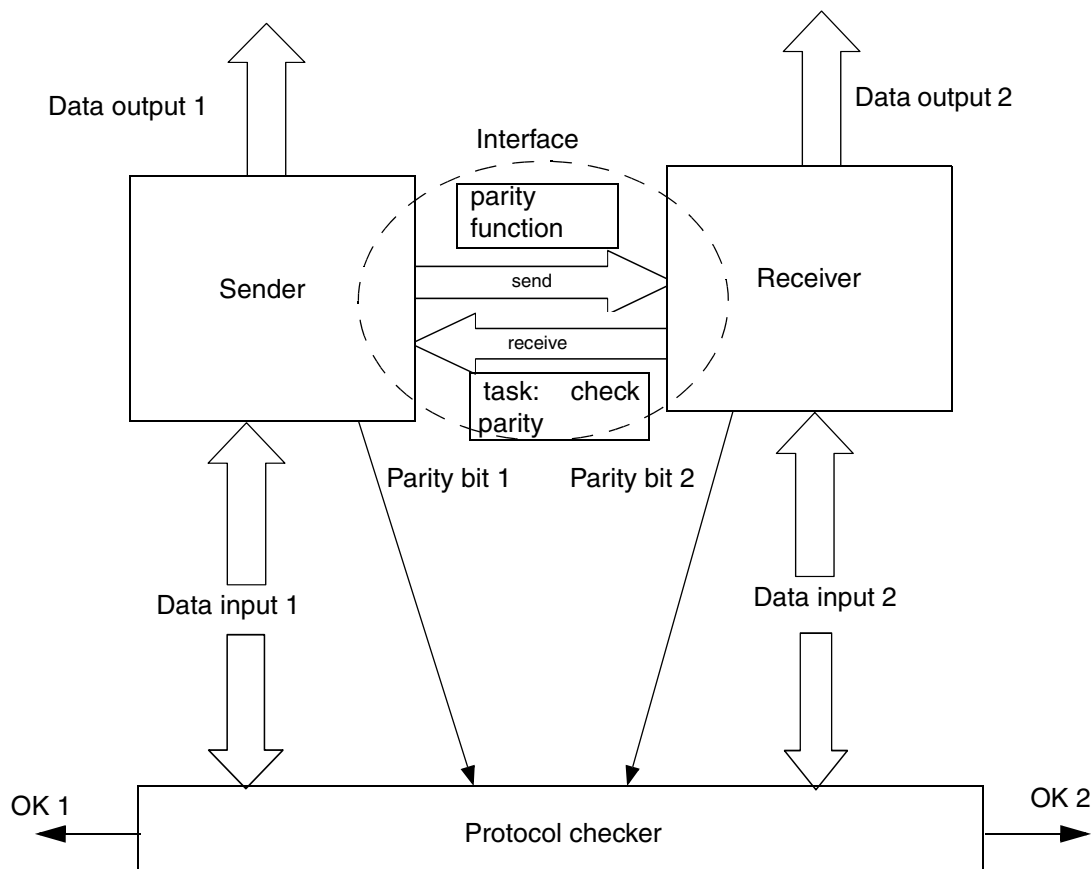 Data output 1
Data output 2
Interface
parity
function
Sender
send
Receiver
receive
task: check
parity
Parity bit 1
Parity bit 2
Data input 1
Data input 2
OK 1
OK 2
Protocol checker